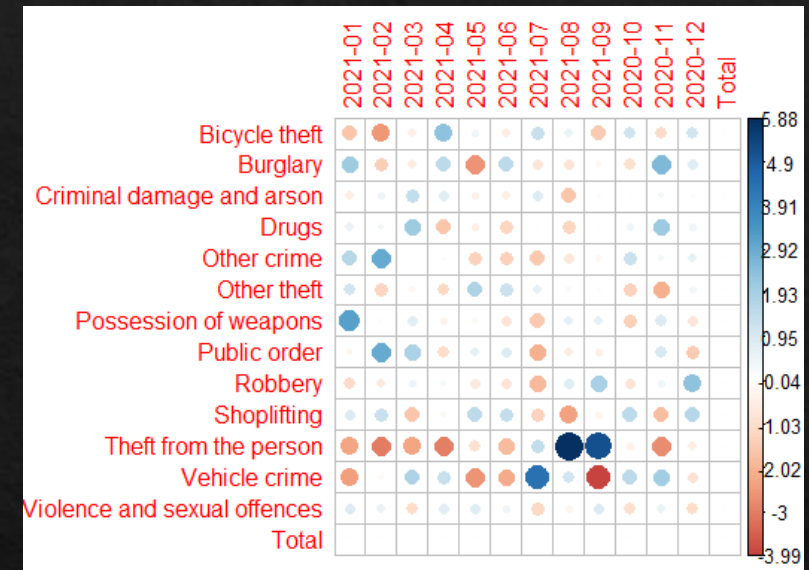 2021-01
2021-02
2021-03
2021-04
2021-05
2021-06
2021-07
2021-08
2021-09
2020-10
2020-11
2020-12
Total
Bicycle theft
Burglary
Criminal damage and arson
Drugs
Other crime
Other theft
Possession of weapons
Public order
Robbery
Shoplifting
Theft from the person
Vehicle crime
Violence and sexual offences
Total
5.88
4.9
3.91
2.92
1.93
0.95
-0.04
-1.03
-2.02
-3
-3.99